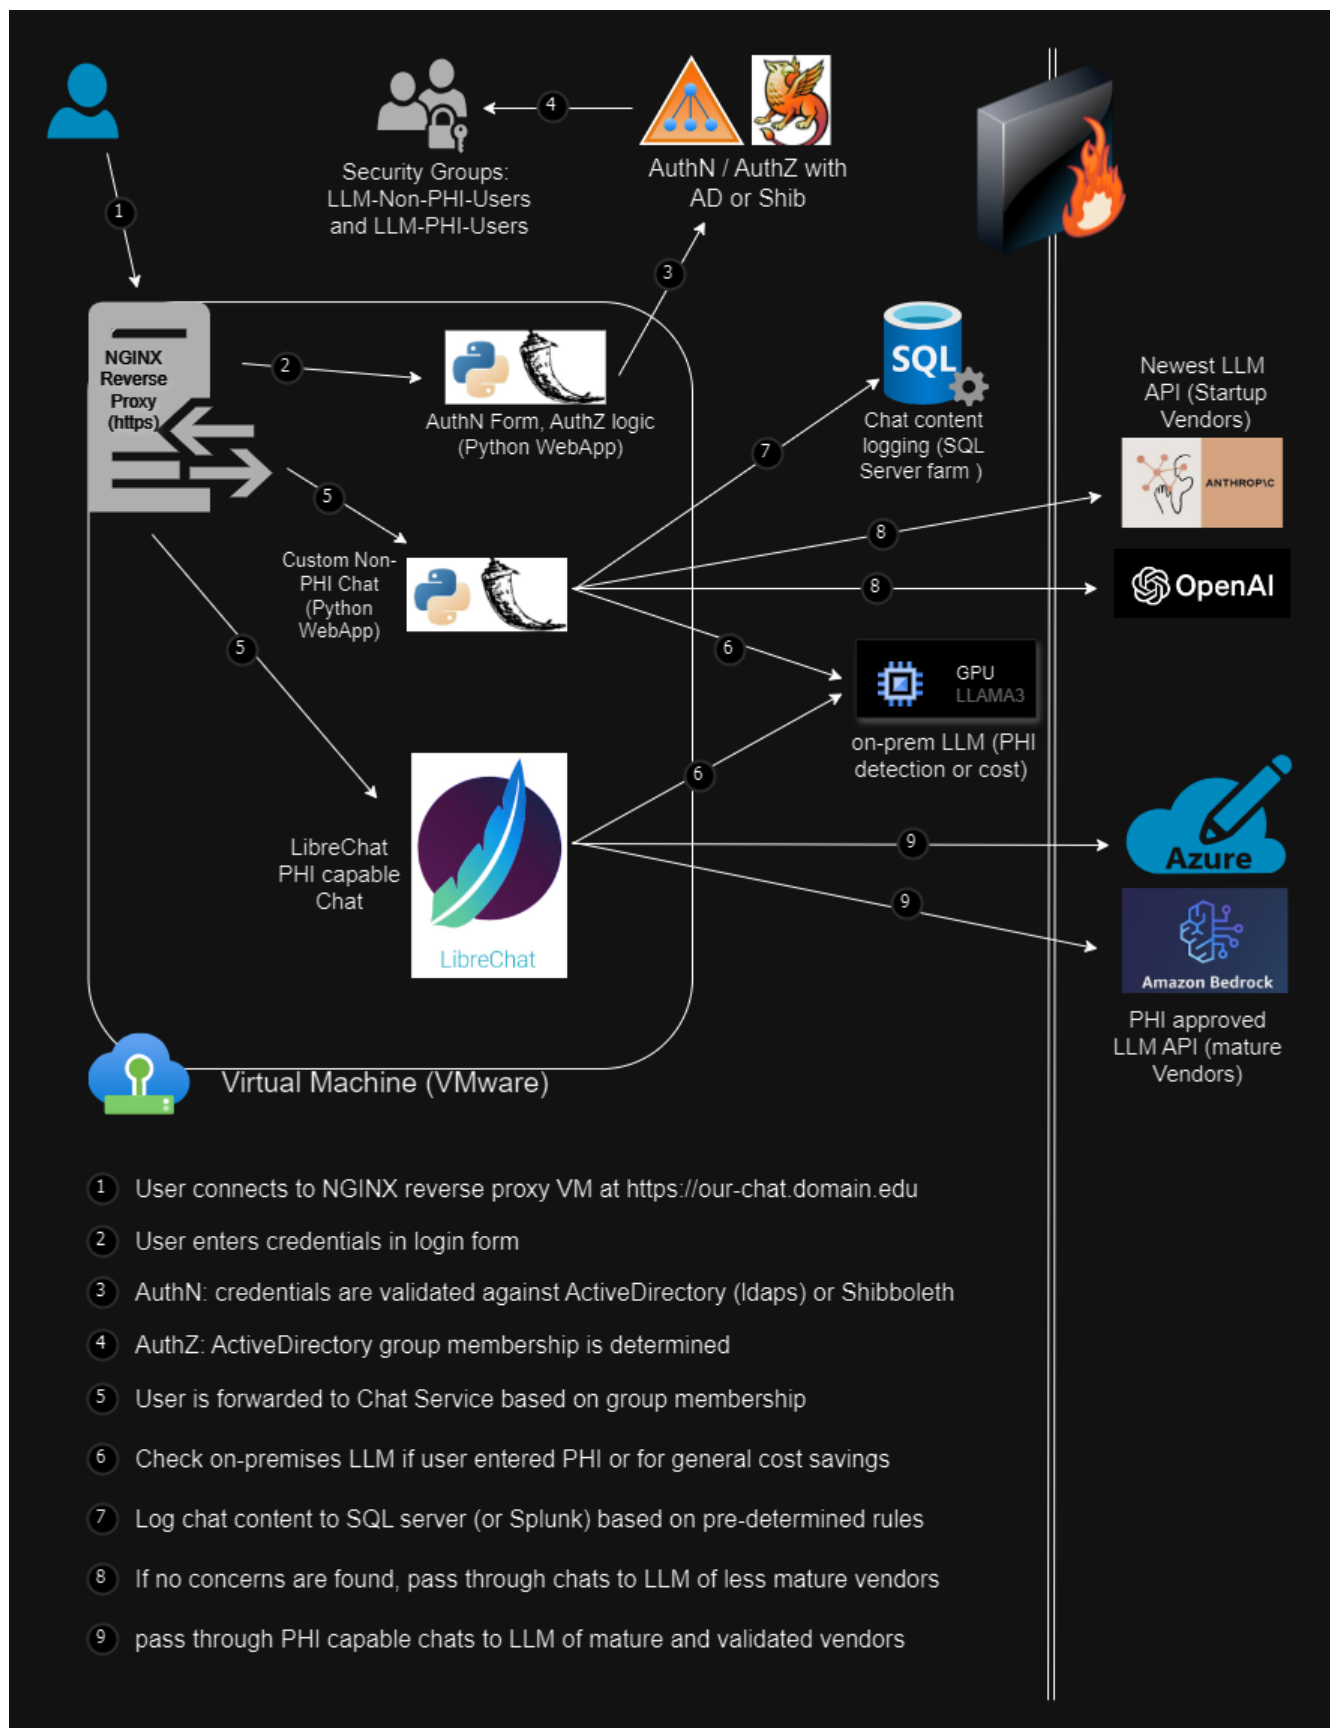 1
4
Security Groups:
LLM-Non-PHI-Users
and LLM-PHI-Users
AuthN / AuthZ with
AD or Shib
3
NGINX
Reverse
Proxy
(https)
2
AuthN Form, AuthZ logic
(Python WebApp)
SQL
Chat content
logging (SQL
Server farm )
7
Newest LLM
API (Startup
Vendors)
ANTHROP\C
8
OpenAI
8
5
Custom Non-
PHI Chat
(Python
WebApp)
5
6
GPU
LLAMA3
on-prem LLM (PHI
detection or cost)
6
LibreChat
PHI capable
Chat
LibreChat
9
Azure
9
Amazon Bedrock
PHI approved
LLM API (mature
Vendors)
Virtual Machine (VMware)
1 User connects to NGINX reverse proxy VM at https://our-chat.domain.edu
2 User enters credentials in login form
3 AuthN: credentials are validated against ActiveDirectory (ldaps) or Shibboleth
4 AuthZ: ActiveDirectory group membership is determined
5 User is forwarded to Chat Service based on group membership
6 Check on-premises LLM if user entered PHI or for general cost savings
7 Log chat content to SQL server (or Splunk) based on pre-determined rules
8 If no concerns are found, pass through chats to LLM of less mature vendors
9 pass through PHI capable chats to LLM of mature and validated vendors